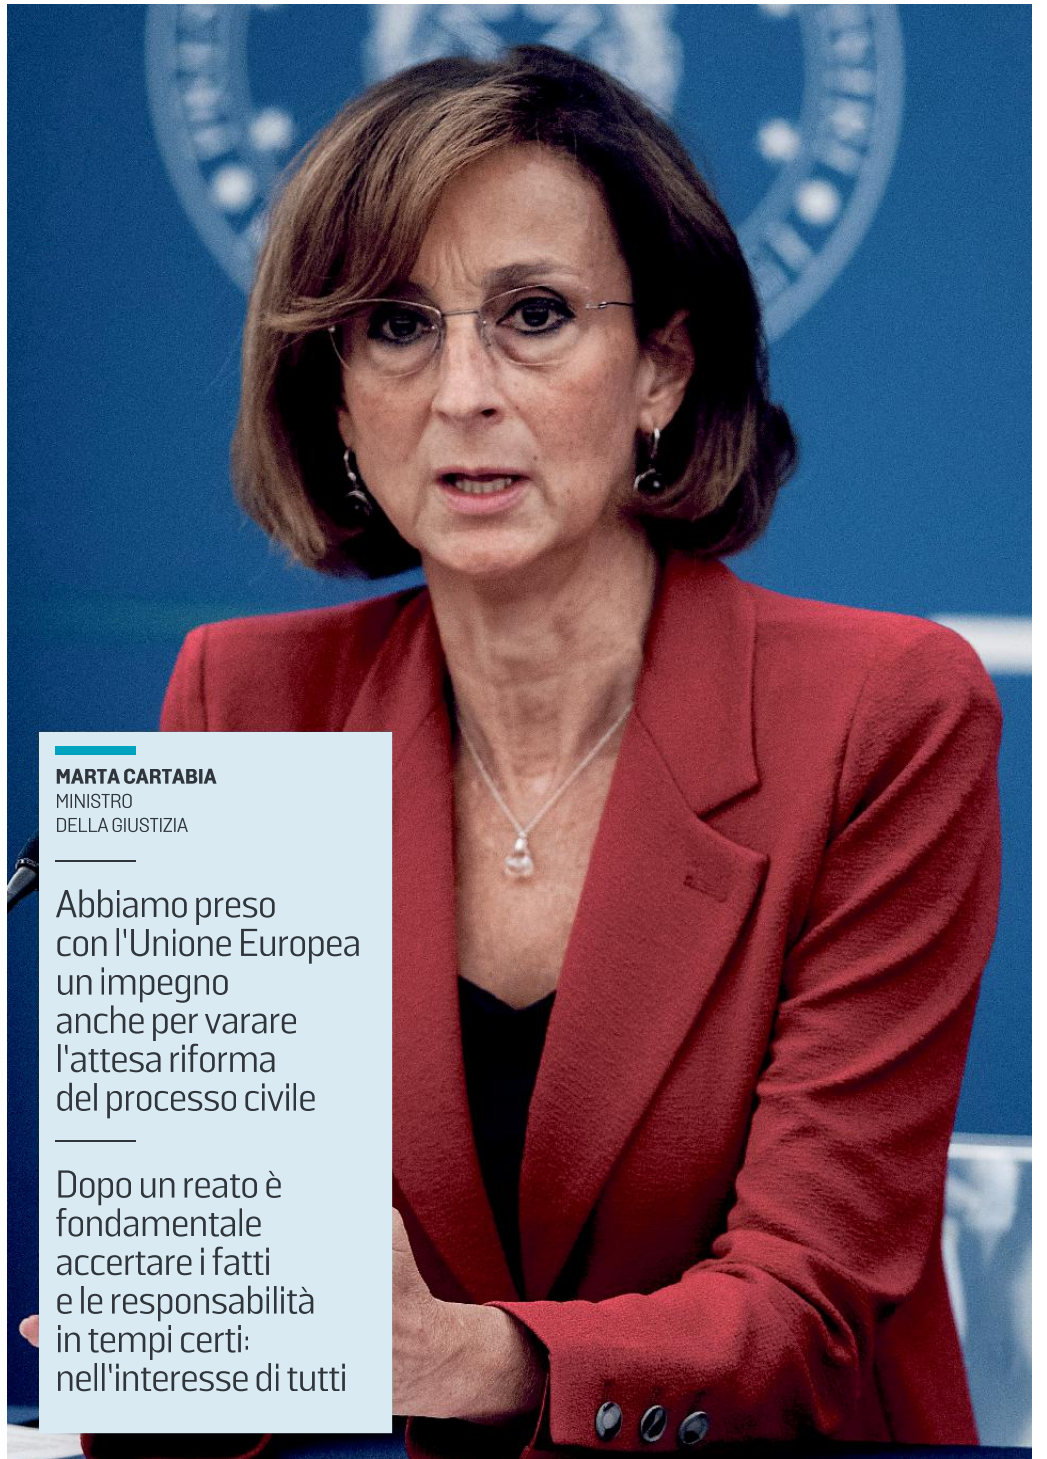 MARTA CARTABIA
MINISTRO
DELLA GIUSTIZIA
Abbiamo preso
con l'Unione Europea
un impegno
anche per varare
l'attesa riforma
del processo civile
Dopo un reato è
fondamentale
accertare i fatti
e le responsabilità
in tempi certi:
nell'interesse di tutti